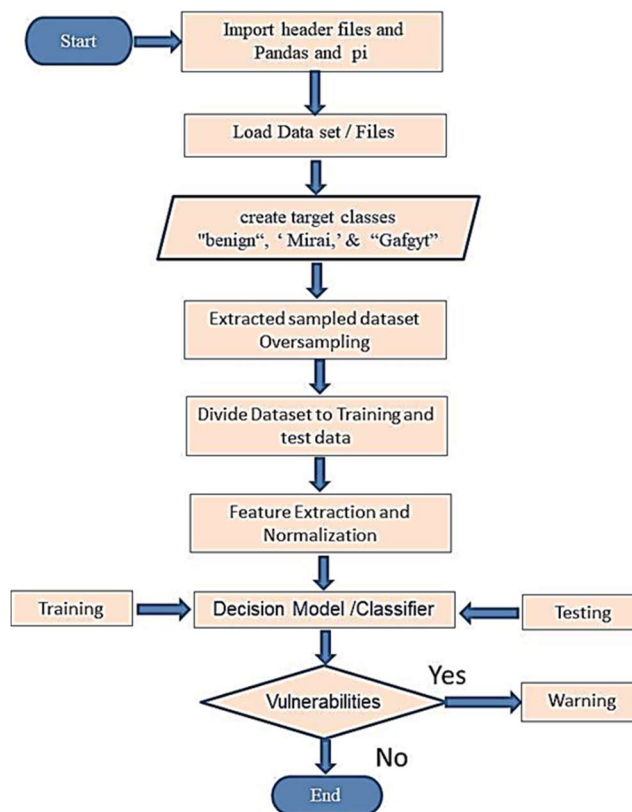 Start
Import header files and
Pandas and pi
Load Data set / Files
create target classes
"benign“, ‘ Mirai,’ & “Gafgyt”
Extracted sampled dataset
Oversampling
Divide Dataset to Training and
test data
Feature Extraction and
Normalization
Training
Decision Model /Classifier
Testing
Vulnerabilities
Yes
Warning
No
End